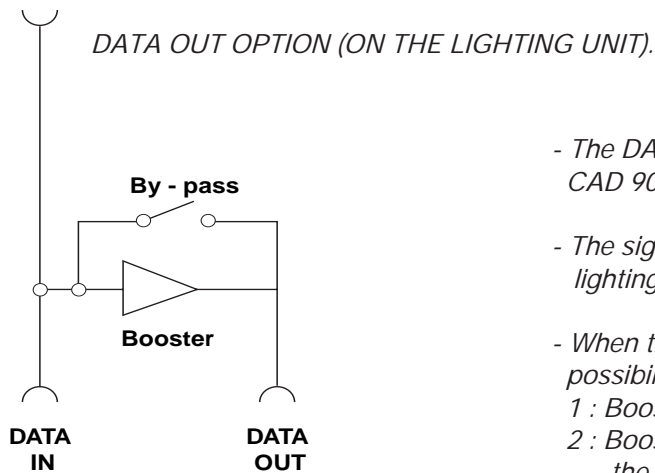 DATA OUT OPTION (ON THE LIGHTING UNIT).
By - pass
Booster
DATA
IN
DATA
OUT
- The DA
CAD 90
- The sig
lighting
- When t
possibi
1 : Boos
2 : Boos
the